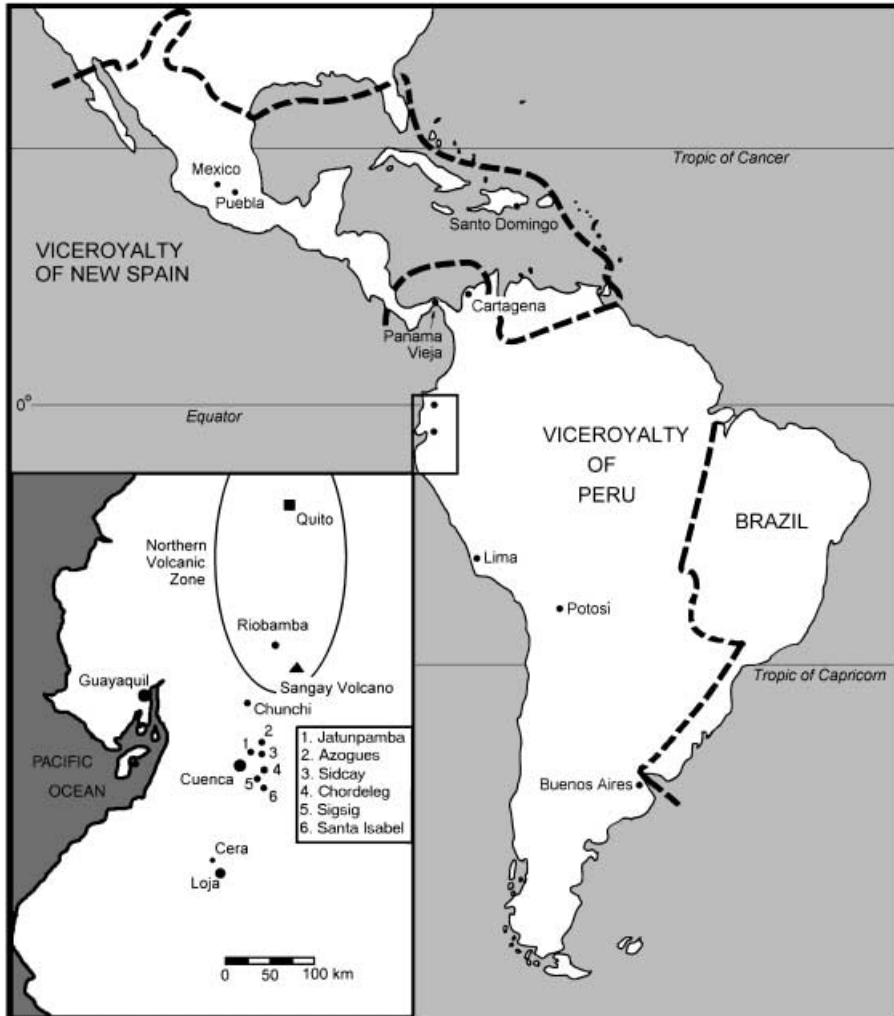 Mexico
Puebla
Tropic of Cancer
Santo Domingo
VICEROYALTY
OF NEW SPAIN
Cartagena
Panama
Vieja
0°
Equator
VICEROYALTY
OF
PERU
BRAZIL
Lima
Potosi
Tropic of Capricorn
Buenos Aires
Quito
Northern
Volcanic
Zone
Riobamba
Guayaquil
Sangay Volcano
Chunchi
PACIFIC
OCEAN
Cuenca
1
2
3
4
5
6
1. Jatunpamba
2. Azogues
3. Sidcay
4. Chordeleg
5. Sigsig
6. Santa Isabel
Cera
Loja
0 50 100 km